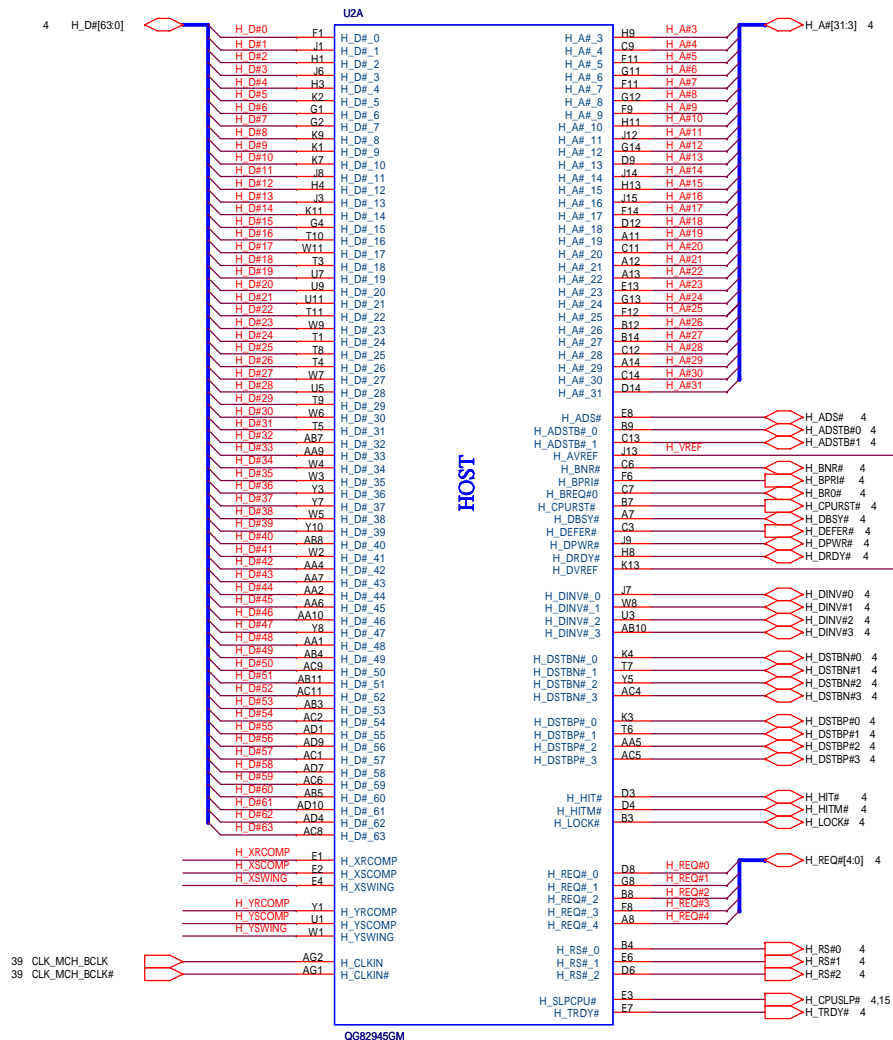 U2A
4 H_D#[63:0]
H_D#0 F1 H_D#_0
H_D#1 J1 H_D#_1
H_D#2 H1 H_D#_2
H_D#3 J6 H_D#_3
H_D#4 H3 H_D#_4
H_D#5 K2 H_D#_5
H_D#6 G1 H_D#_6
H_D#7 G2 H_D#_7
H_D#8 K9 H_D#_8
H_D#9 K1 H_D#_9
H_D#10 K7 H_D#_10
H_D#11 J8 H_D#_11
H_D#12 H4 H_D#_12
H_D#13 J3 H_D#_13
H_D#14 K11 H_D#_14
H_D#15 G4 H_D#_15
H_D#16 T10 H_D#_16
H_D#17 W11 H_D#_17
H_D#18 T3 H_D#_18
H_D#19 U7 H_D#_19
H_D#20 U9 H_D#_20
H_D#21 U11 H_D#_21
H_D#22 T11 H_D#_22
H_D#23 W9 H_D#_23
H_D#24 T1 H_D#_24
H_D#25 T8 H_D#_25
H_D#26 T4 H_D#_26
H_D#27 W7 H_D#_27
H_D#28 U5 H_D#_28
H_D#29 T9 H_D#_29
H_D#30 W6 H_D#_30
H_D#31 T5 H_D#_31
H_D#32 AB7 H_D#_32
H_D#33 AA9 H_D#_33
H_D#34 W4 H_D#_34
H_D#35 W3 H_D#_35
H_D#36 Y3 H_D#_36
H_D#37 Y7 H_D#_37
H_D#38 W5 H_D#_38
H_D#39 Y10 H_D#_39
H_D#40 AB8 H_D#_40
H_D#41 W2 H_D#_41
H_D#42 AA4 H_D#_42
H_D#43 AA7 H_D#_43
H_D#44 AA2 H_D#_44
H_D#45 AA6 H_D#_45
H_D#46 AA10 H_D#_46
H_D#47 Y8 H_D#_47
H_D#48 AA1 H_D#_48
H_D#49 AB4 H_D#_49
H_D#50 AC9 H_D#_50
H_D#51 AB11 H_D#_51
H_D#52 AC11 H_D#_52
H_D#53 AB3 H_D#_53
H_D#54 AC2 H_D#_54
H_D#55 AD1 H_D#_55
H_D#56 AD9 H_D#_56
H_D#57 AC1 H_D#_57
H_D#58 AD7 H_D#_58
H_D#59 AC6 H_D#_59
H_D#60 AB5 H_D#_60
H_D#61 AD10 H_D#_61
H_D#62 AD4 H_D#_62
H_D#63 AC8 H_D#_63
H_XRCOMP E1 H_XRCOMP
H_XSCOMP E2 H_XSCOMP
H_XSWING E4 H_XSWING
H_YRCOMP Y1 H_YRCOMP
H_YSCOMP U1 H_YSCOMP
H_YSWING W1 H_YSWING
39 CLK_MCH_BCLK AG2 H_CLKIN
39 CLK_MCH_BCLK# AG1 H_CLKIN#
HOST
H_A#[31:3] 4
H_A#_3 H9 H_A#3
H_A#_4 C9 H_A#4
H_A#_5 E11 H_A#5
H_A#_6 G11 H_A#6
H_A#_7 F11 H_A#7
H_A#_8 G12 H_A#8
H_A#_9 F9 H_A#9
H_A#_10 H11 H_A#10
H_A#_11 J12 H_A#11
H_A#_12 G14 H_A#12
H_A#_13 D9 H_A#13
H_A#_14 J14 H_A#14
H_A#_15 H13 H_A#15
H_A#_16 J15 H_A#16
H_A#_17 F14 H_A#17
H_A#_18 D12 H_A#18
H_A#_19 A11 H_A#19
H_A#_20 C11 H_A#20
H_A#_21 A12 H_A#21
H_A#_22 A13 H_A#22
H_A#_23 E13 H_A#23
H_A#_24 G13 H_A#24
H_A#_25 F12 H_A#25
H_A#_26 B12 H_A#26
H_A#_27 B14 H_A#27
H_A#_28 C12 H_A#28
H_A#_29 A14 H_A#29
H_A#_30 C14 H_A#30
H_A#_31 D14 H_A#31
H_ADS# E8 H_ADS# 4
H_ADSTB#_0 B9 H_ADSTB#0 4
H_ADSTB#_1 C13 H_ADSTB#1 4
H_AVREF J13 H_VREF
H_BNR# C6 H_BNR# 4
H_BPRI# F6 H_BPRI# 4
H_BREQ#0 C7 H_BR0# 4
H_CPURST# B7 H_CPURST# 4
H_DBSY# A7 H_DBSY# 4
H_DEFER# C3 H_DEFER# 4
H_DPWR# J9 H_DPWR# 4
H_DRDY# H8 H_DRDY# 4
H_DVREF K13
H_DINV#_0 J7 H_DINV#0 4
H_DINV#_1 W8 H_DINV#1 4
H_DINV#_2 U3 H_DINV#2 4
H_DINV#_3 AB10 H_DINV#3 4
H_DSTBN#_0 K4 H_DSTBN#0 4
H_DSTBN#_1 T7 H_DSTBN#1 4
H_DSTBN#_2 Y5 H_DSTBN#2 4
H_DSTBN#_3 AC4 H_DSTBN#3 4
H_DSTBP#_0 K3 H_DSTBP#0 4
H_DSTBP#_1 T6 H_DSTBP#1 4
H_DSTBP#_2 AA5 H_DSTBP#2 4
H_DSTBP#_3 AC5 H_DSTBP#3 4
H_HIT# D3 H_HIT# 4
H_HITM# D4 H_HITM# 4
H_LOCK# B3 H_LOCK# 4
H_REQ#[4:0] 4
H_REQ#_0 D8 H_REQ#0
H_REQ#_1 G8 H_REQ#1
H_REQ#_2 B8 H_REQ#2
H_REQ#_3 F8 H_REQ#3
H_REQ#_4 A8 H_REQ#4
H_RS#_0 B4 H_RS#0 4
H_RS#_1 E6 H_RS#1 4
H_RS#_2 D6 H_RS#2 4
H_SLPCPU# E3 H_CPUSLP# 4,15
H_TRDY# E7 H_TRDY# 4
QG82945GM